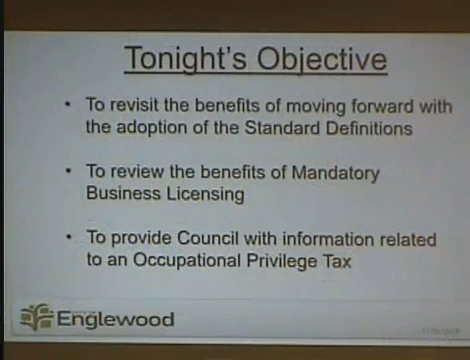 Tonight's Objective
• To revisit the benefits of moving forward with
the adoption of the Standard Definitions
• To review the benefits of Mandatory
Business Licensing
• To provide Council with information related
to an Occupational Privilege Tax
Englewood